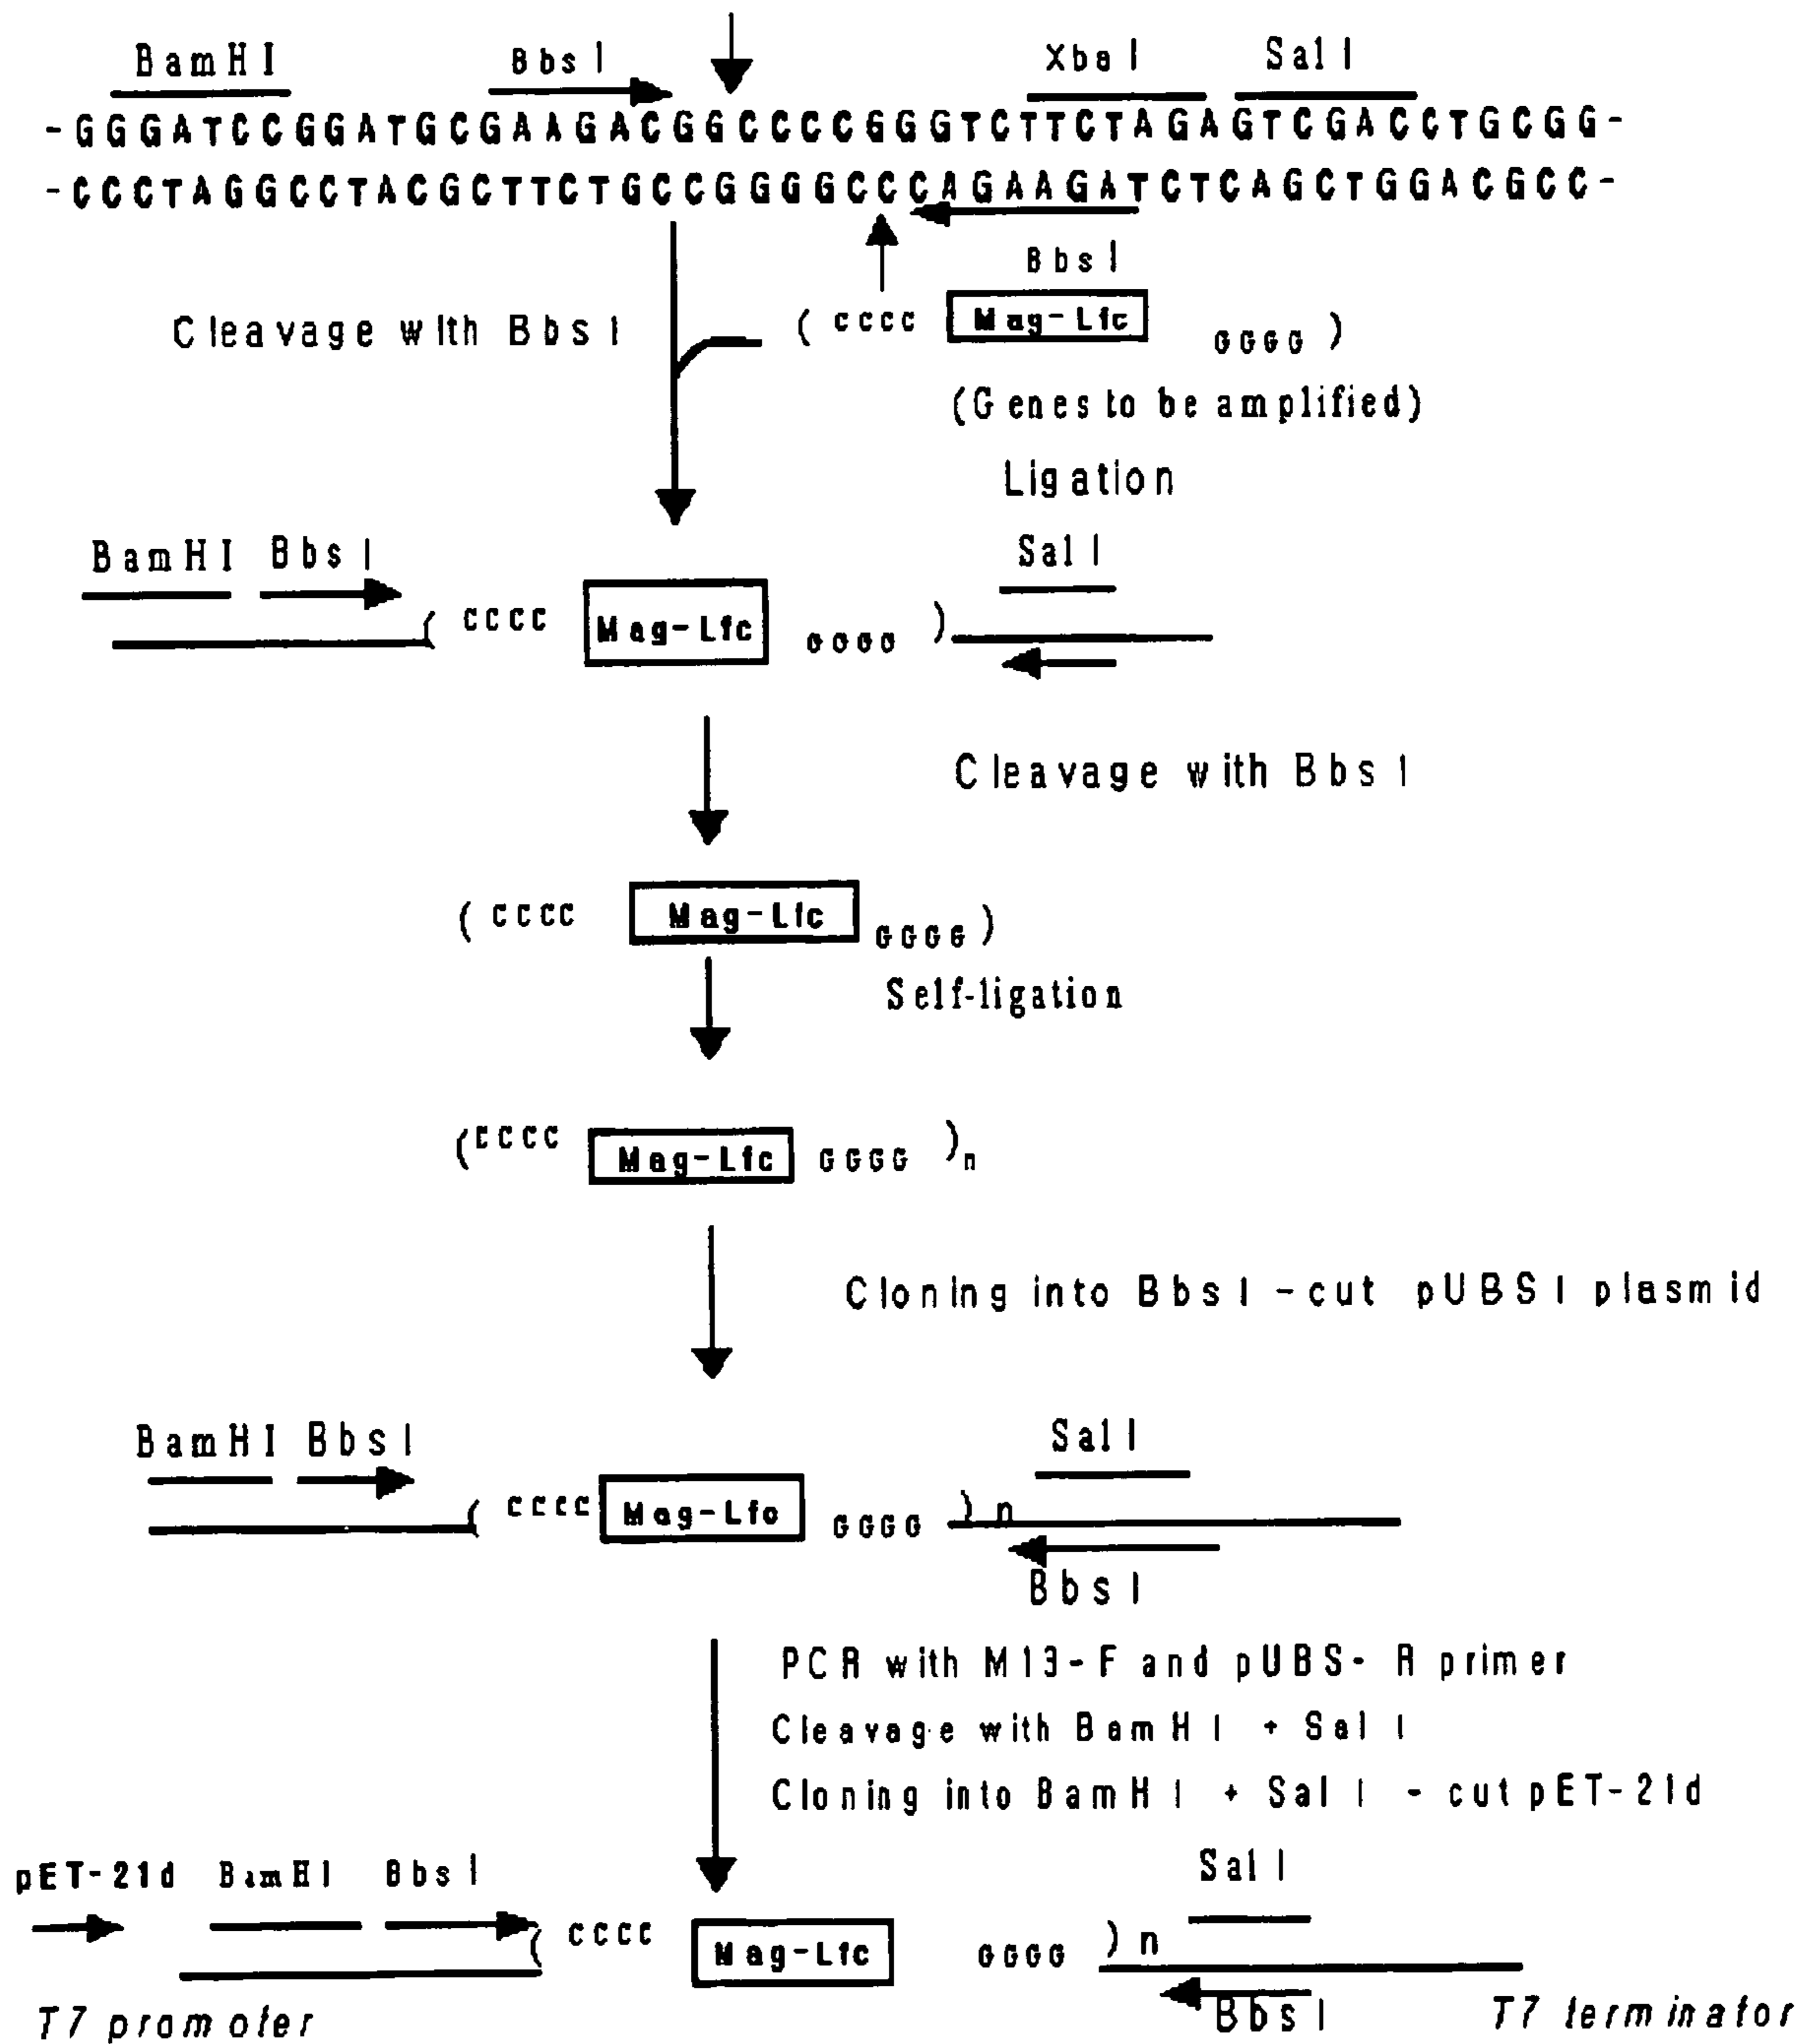 BamHI BbsI XbaI SalI
-GGGATCCGGATGCGAAGACGGCCCCGGGTCTTCTAGAGTCGACCTGCGG-
-CCCTAGGCCTACGCTTCTGCCGGGGCCCAGAAGATCTCAGCTGGACGCC-
BbsI
Cleavage with BbsI ( CCCC Mag-Lfc GGGG )
(Genes to be amplified)
Ligation
BamHI BbsI SalI
( CCCC Mag-Lfc GGGG )
Cleavage with BbsI
( CCCC Mag-Lfc GGGG )
Self-ligation
( CCCC Mag-Lfc GGGG )n
Cloning into BbsI -cut pUBS1 plasmid
BamHI BbsI SalI
( CCCC Mag-Lfc GGGG ) n
BbsI
PCR with M13-F and pUBS- R primer
Cleavage with BamHI + SalI
Cloning into BamHI + SalI - cut pET-21d
pET-21d BamHI BbsI SalI
( CCCC Mag-Lfc GGGG ) n
T7 promoter BbsI T7 terminator